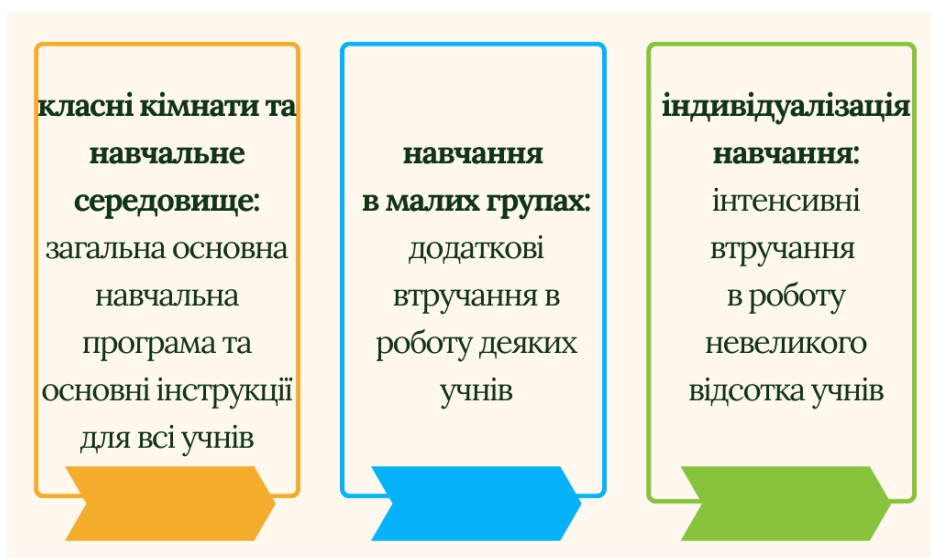 класні кімнати та
навчальне
середовище:
загальна основна
навчальна
програма та
основні інструкції
для всі учнів
навчання
в малих групах:
додаткові
втручання в
роботу деяких
учнів
індивідуалізація
навчання:
інтенсивні
втручання
в роботу
невеликого
відсотка учнів